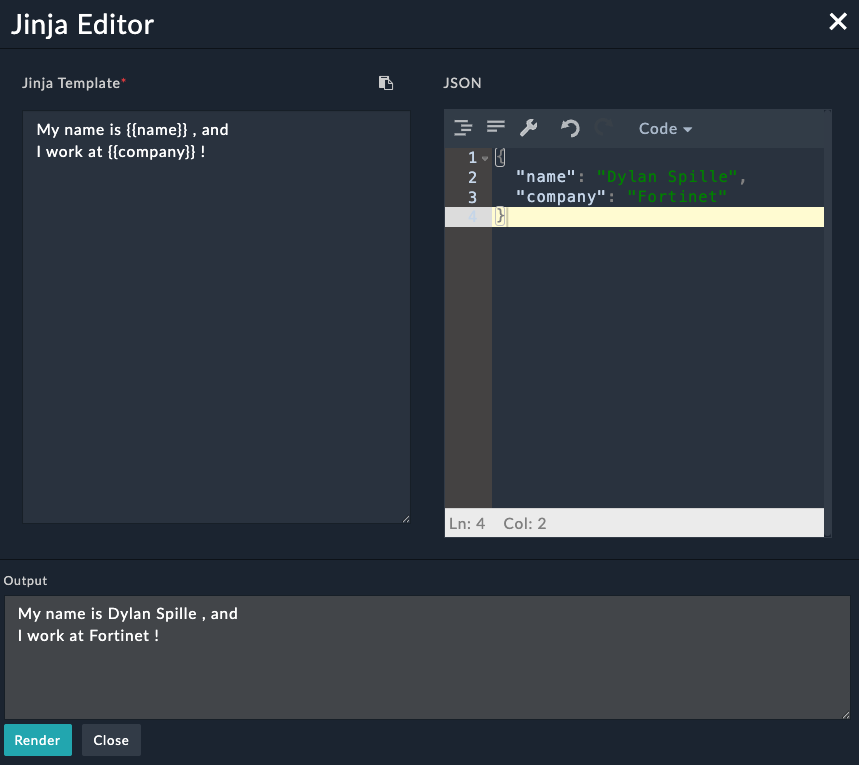 Jinja Editor
Jinja Template*
My name is {{name}} , and
I work at {{company}} !
JSON
Code
1 {
2 "name": "Dylan Spille",
3 "company": "Fortinet"
4 }
Ln: 4 Col: 2
Output
My name is Dylan Spille , and
I work at Fortinet !
Render Close